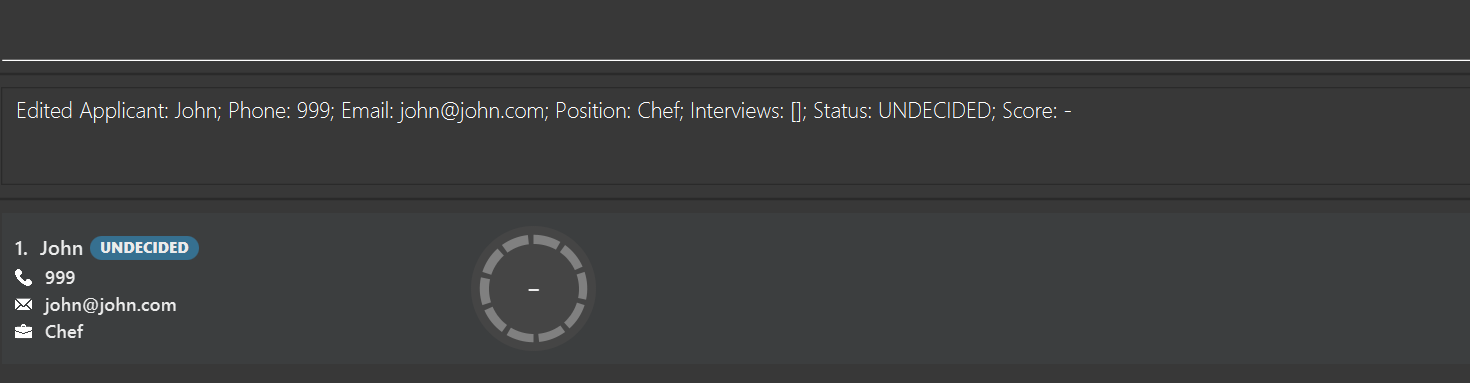 Edited Applicant: John; Phone: 999; Email: john@john.com; Position: Chef; Interviews: []; Status: UNDECIDED; Score: -
1. John UNDECIDED
999
john@john.com
Chef
–